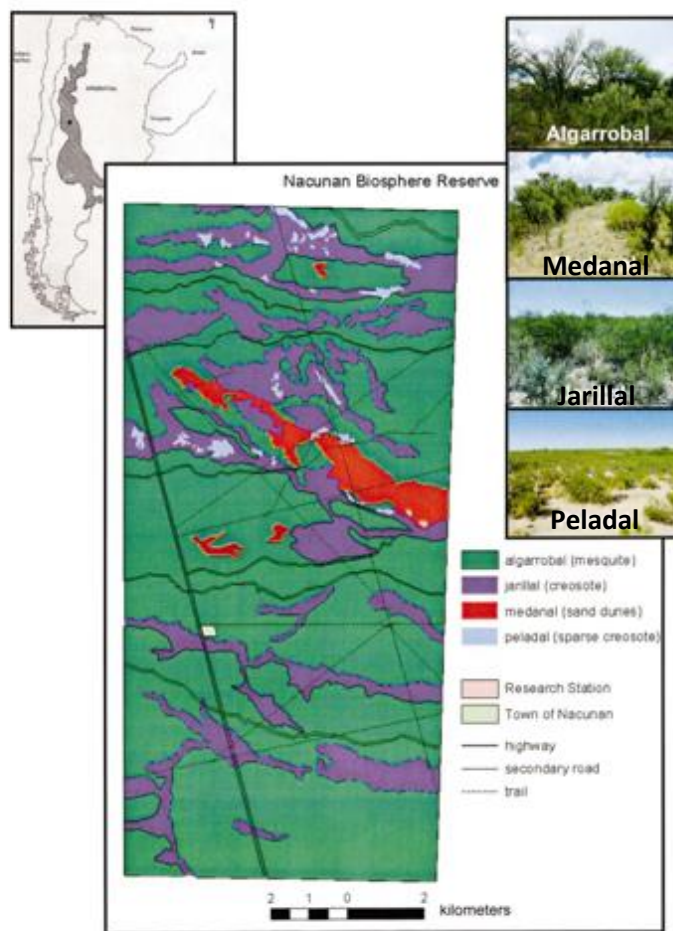 Nacunan Biosphere Reserve
Algarrobal
Medanal
Jarillal
Peladal
algarrobal (mesquite)
jarillal (creosote)
medanal (sand dunes)
peladal (sparse creosote)
Research Station
Town of Nacunan
highway
secondary road
trail
2 1 0 2
kilometers